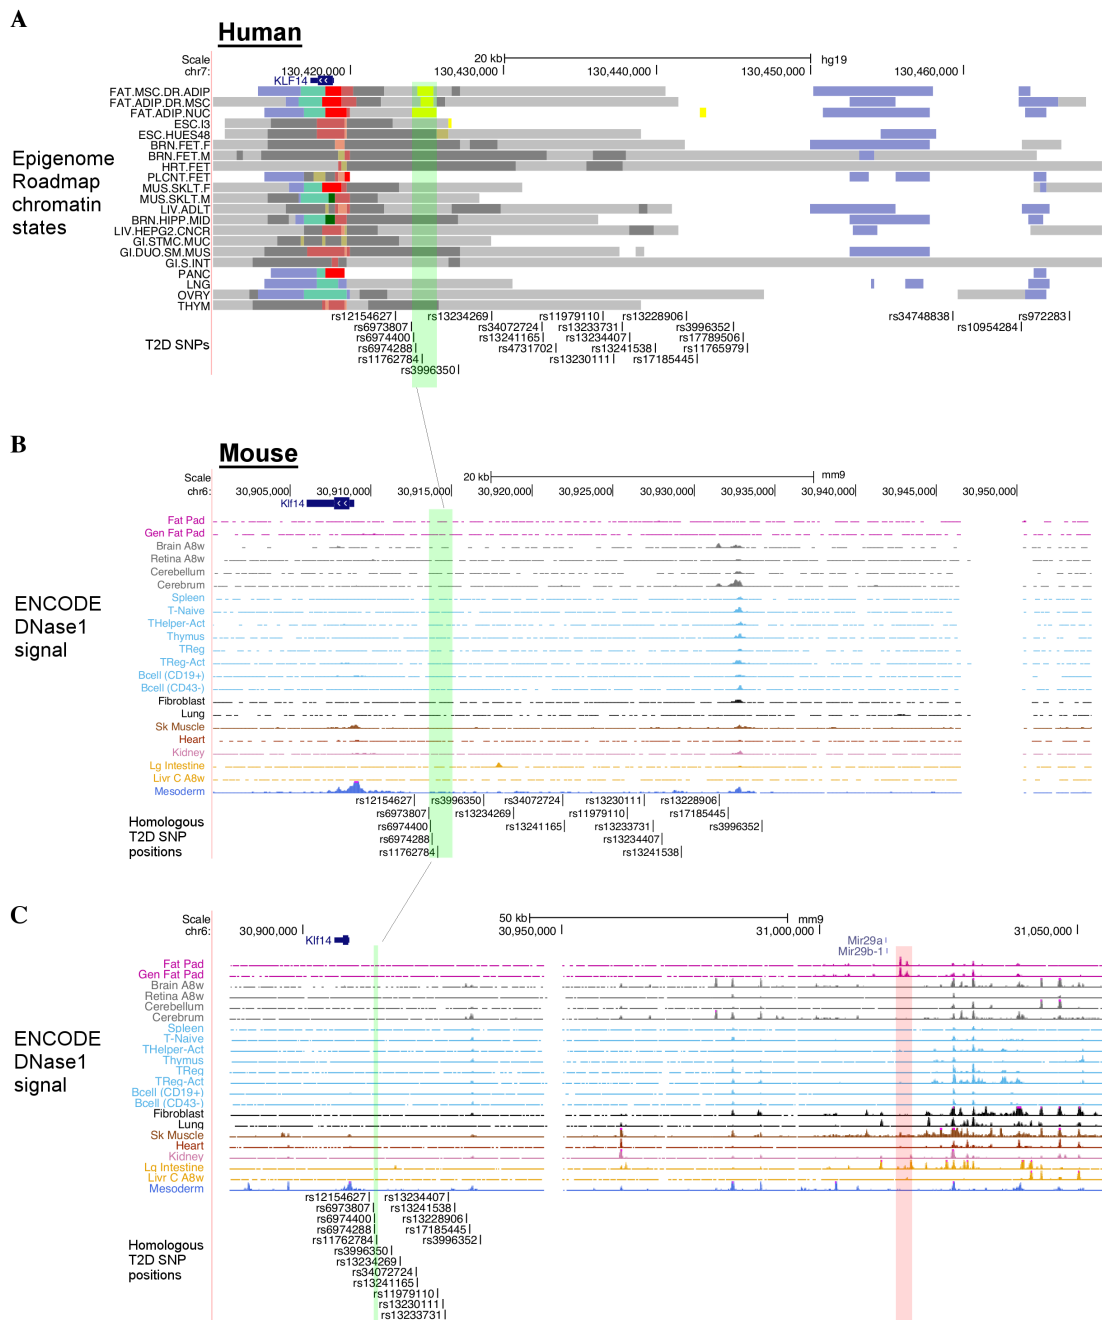 A
Human
Scale
20 kb
hg19
chr7:
130,420,000
130,430,000
130,440,000
130,450,000
130,460,000
KLF14
FAT.MSC.DR.ADIP
FAT.ADIP.DR.MSC
FAT.ADIP.NUC
ESC.I3
ESC.HUES48
BRN.FET.F
BRN.FET.M
HRT.FET
PLCNT.FET
MUS.SKLT.F
MUS.SKLT.M
LIV.ADLT
BRN.HIPP.MID
LIV.HEPG2.CNCR
GI.STMC.MUC
GI.DUO.SM.MUS
GI.S.INT
PANC
LNG
OVRY
THYM
Epigenome
Roadmap
chromatin
states
T2D SNPs
rs12154627 rs13234269 rs11979110 rs13228906 rs34748838 rs972283
rs6973807 rs34072724 rs13233731 rs3996352 rs10954284
rs6974400 rs13241165 rs13234407 rs17789506
rs6974288 rs4731702 rs13241538 rs11765979
rs11762784 rs13230111 rs17185445
rs3996350
B
Mouse
Scale
20 kb
mm9
chr6:
30,905,000
30,910,000
30,915,000
30,920,000
30,925,000
30,930,000
30,935,000
30,940,000
30,945,000
30,950,000
Klf14
Fat Pad
Gen Fat Pad
Brain A8w
Retina A8w
Cerebellum
Cerebrum
Spleen
T-Naive
THelper-Act
Thymus
TReg
TReg-Act
Bcell (CD19+)
Bcell (CD43-)
Fibroblast
Lung
Sk Muscle
Heart
Kidney
Lg Intestine
Livr C A8w
Mesoderm
ENCODE
DNase1
signal
Homologous
T2D SNP
positions
rs12154627 rs3996350 rs34072724 rs13230111 rs13228906
rs6973807 rs13234269 rs11979110 rs17185445
rs6974400 rs13241165 rs13233731 rs3996352
rs6974288 rs13234407
rs11762784 rs13241538
C
Scale
50 kb
mm9
chr6:
30,900,000
30,950,000
31,000,000
31,050,000
Klf14
Mir29a
Mir29b-1
Fat Pad
Gen Fat Pad
Brain A8w
Retina A8w
Cerebellum
Cerebrum
Spleen
T-Naive
THelper-Act
Thymus
TReg
TReg-Act
Bcell (CD19+)
Bcell (CD43-)
Fibroblast
Lung
Sk Muscle
Heart
Kidney
Lg Intestine
Livr C A8w
Mesoderm
ENCODE
DNase1
signal
Homologous
T2D SNP
positions
rs12154627 rs13234407
rs6973807 rs13241538
rs6974400 rs13228906
rs6974288 rs17185445
rs11762784 rs3996352
rs3996350
rs13234269
rs34072724
rs13241165
rs11979110
rs13230111
rs13233731